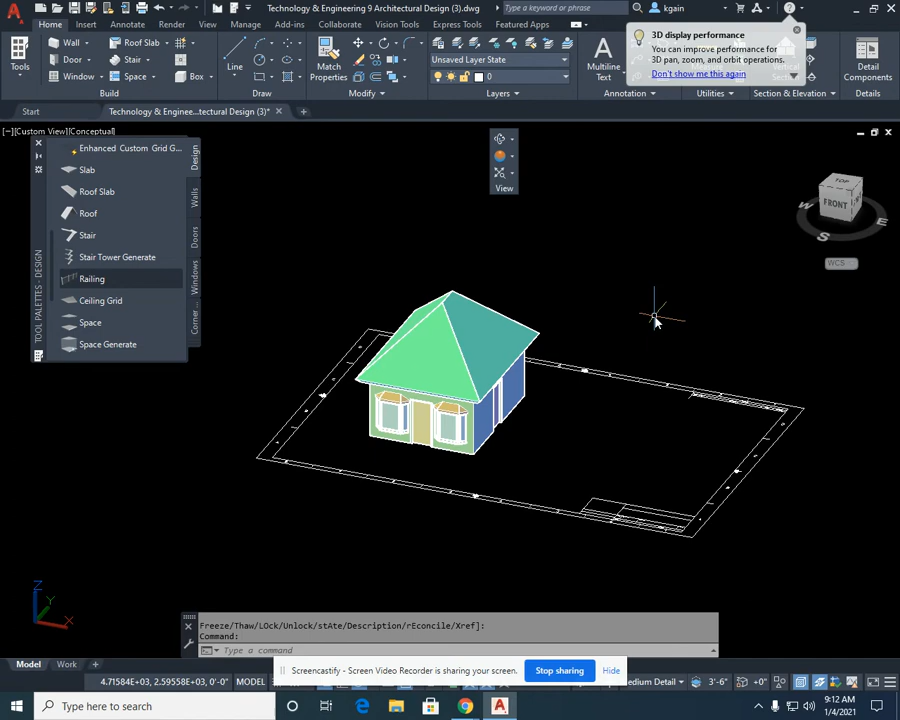 Technology & Engineering 9 Architectural Design (3).dwg
Type a keyword or phrase
kgain
Home
Insert
Annotate
Render
View
Manage
Add-ins
Collaborate
Vision Tools
Express Tools
Featured Apps
3D display performance
You can improve performance for
3D pan, zoom, and orbit operations.
Don't show me this again
Tools
Wall
Door
Window
Roof Slab
Stair
Space
Box
Line
Match
Properties
Unsaved Layer State
0
Multiline
Text
Detail
Components
Build
Draw
Modify
Layers
Annotation
Utilities
Section & Elevation
Details
Start
Technology & Enginee...tectural Design (3)*
[−][Custom View][Conceptual]
Enhanced Custom Grid G...
Slab
Roof Slab
Roof
Stair
Stair Tower Generate
Railing
Ceiling Grid
Space
Space Generate
Design
Walls
Doors
Windows
Corner...
TOOL PALETTES - DESIGN
View
TOP
FRONT
W
S
E
WCS
Z
Y
X
Freeze/Thaw/LOck/Unlock/stAte/Description/rEconcile/Xref]:
Command:
Type a command
Model
Work
Screencastify - Screen Video Recorder is sharing your screen.
Stop sharing
Hide
4.71584E+03, 2.59558E+03, 0'-0"
MODEL
edium Detail
3'-6"
+0"
Type here to search
9:12 AM
1/4/2021